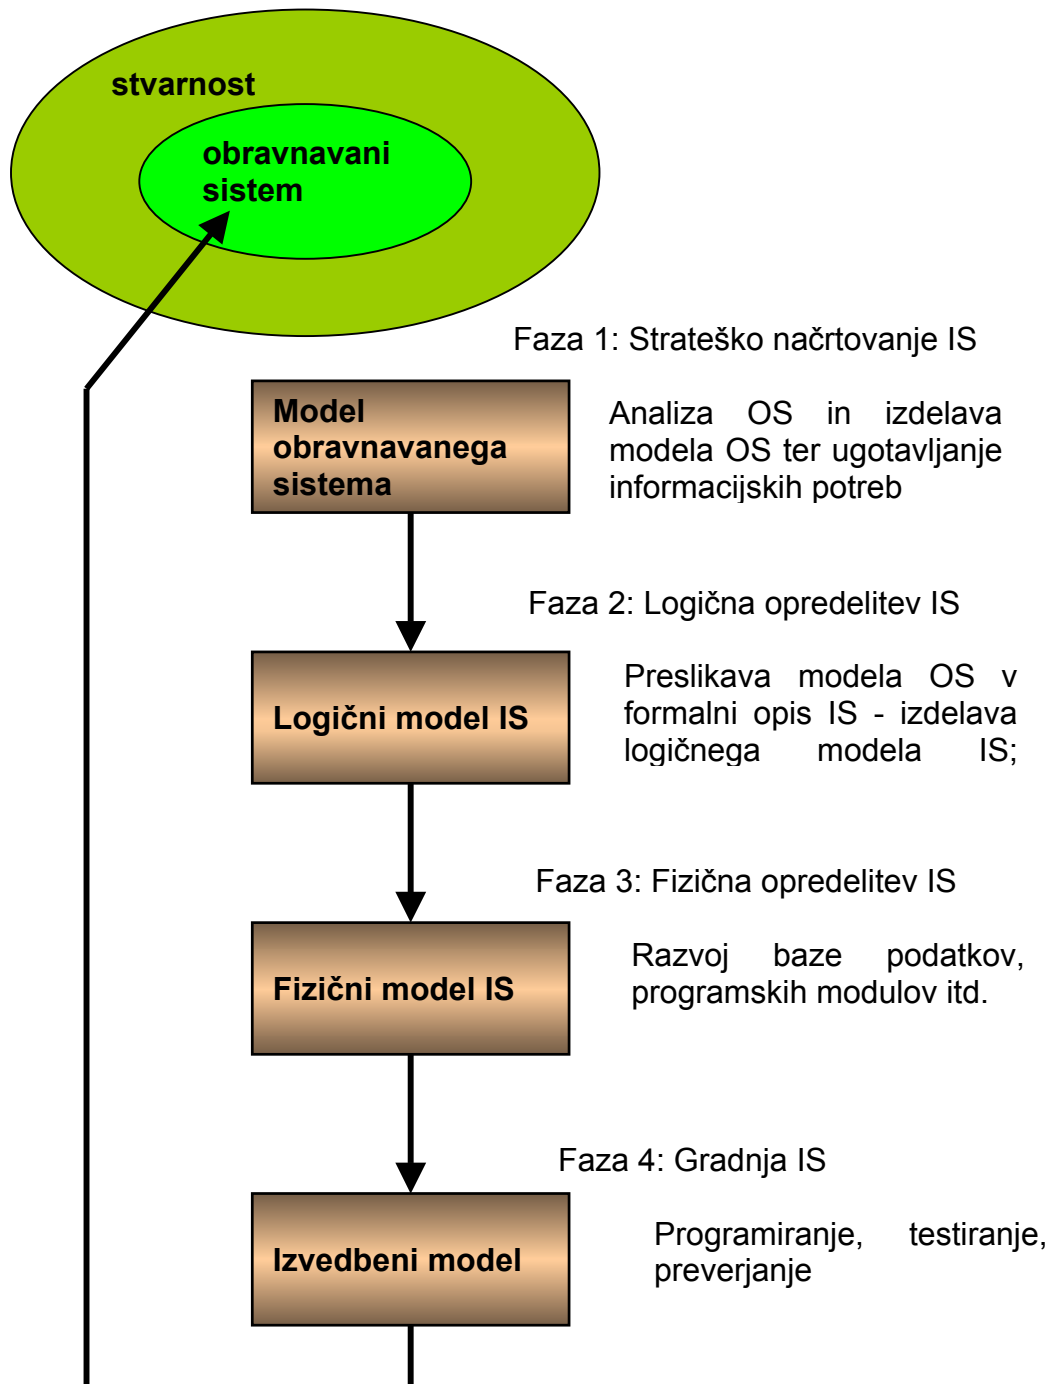 stvarnost
obravnavani
sistem
Faza 1: Strateško načrtovanje IS
Model
obravnavanega
sistema
Analiza OS in izdelava
modela OS ter ugotavljanje
informacijskih potreb
Faza 2: Logična opredelitev IS
Logični model IS
Preslikava modela OS v
formalni opis IS - izdelava
logičnega modela IS;
Faza 3: Fizična opredelitev IS
Fizični model IS
Razvoj baze podatkov,
programskih modulov itd.
Faza 4: Gradnja IS
Izvedbeni model
Programiranje, testiranje,
preverjanje